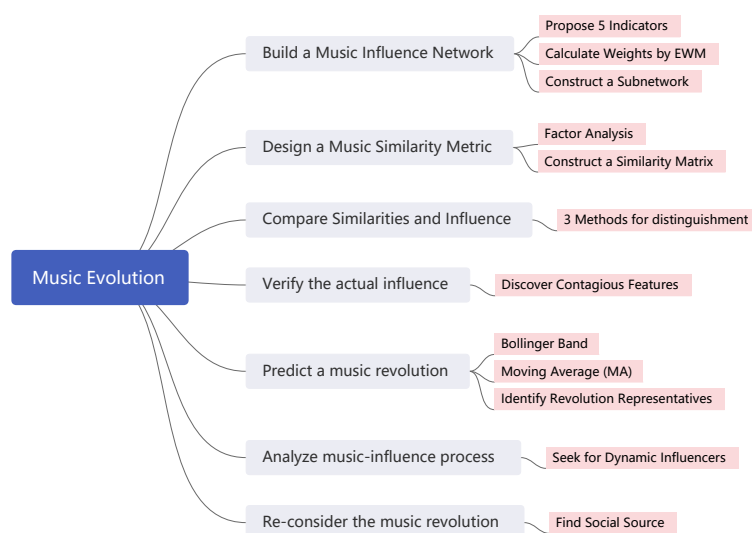 Music Evolution
Build a Music Influence Network
Propose 5 Indicators
Calculate Weights by EWM
Construct a Subnetwork
Design a Music Similarity Metric
Factor Analysis
Construct a Similarity Matrix
Compare Similarities and Influence
3 Methods for distinguishment
Verify the actual influence
Discover Contagious Features
Predict a music revolution
Bollinger Band
Moving Average (MA)
Identify Revolution Representatives
Analyze music-influence process
Seek for Dynamic Influencers
Re-consider the music revolution
Find Social Source